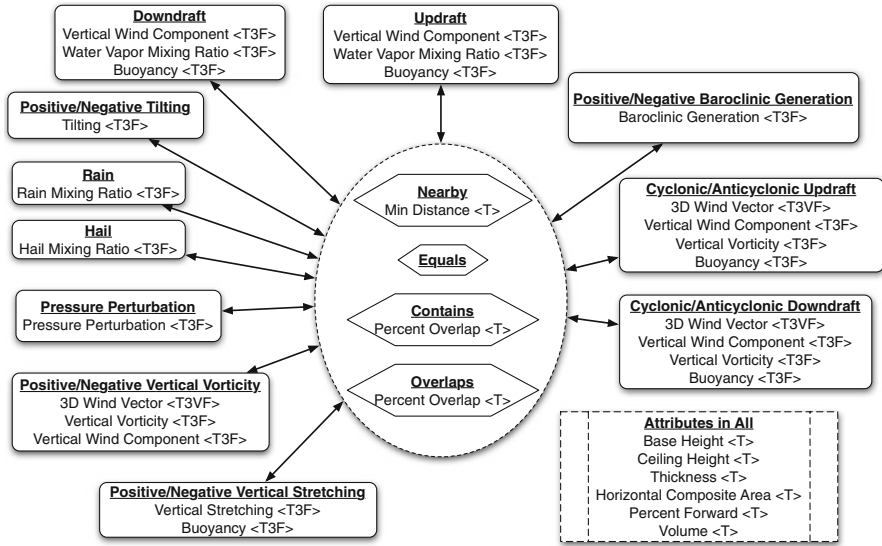 Downdraft
Vertical Wind Component <T3F>
Water Vapor Mixing Ratio <T3F>
Buoyancy <T3F>
Updraft
Vertical Wind Component <T3F>
Water Vapor Mixing Ratio <T3F>
Buoyancy <T3F>
Positive/Negative Tilting
Tilting <T3F>
Positive/Negative Baroclinic Generation
Baroclinic Generation <T3F>
Rain
Rain Mixing Ratio <T3F>
Hail
Hail Mixing Ratio <T3F>
Pressure Perturbation
Pressure Perturbation <T3F>
Positive/Negative Vertical Vorticity
3D Wind Vector <T3VF>
Vertical Vorticity <T3F>
Vertical Wind Component <T3F>
Positive/Negative Vertical Stretching
Vertical Stretching <T3F>
Buoyancy <T3F>
Nearby
Min Distance <T>
Equals
Contains
Percent Overlap <T>
Overlaps
Percent Overlap <T>
Cyclonic/Anticyclonic Updraft
3D Wind Vector <T3VF>
Vertical Wind Component <T3F>
Vertical Vorticity <T3F>
Buoyancy <T3F>
Cyclonic/Anticyclonic Downdraft
3D Wind Vector <T3VF>
Vertical Wind Component <T3F>
Vertical Vorticity <T3F>
Buoyancy <T3F>
Attributes in All
Base Height <T>
Ceiling Height <T>
Thickness <T>
Horizontal Composite Area <T>
Percent Forward <T>
Volume <T>